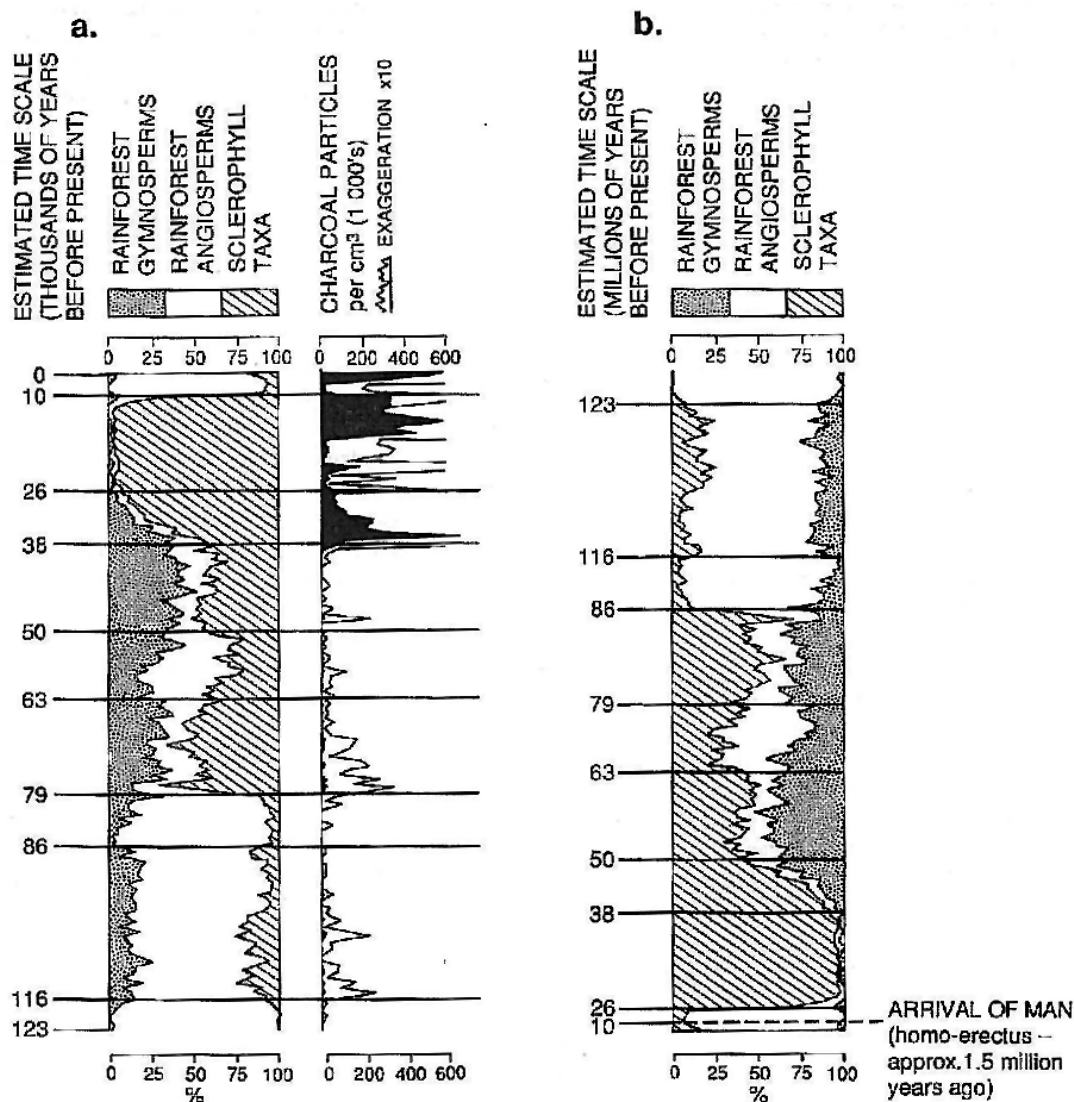 a.
ESTIMATED TIME SCALE
(THOUSANDS OF YEARS
BEFORE PRESENT)
RAINFOREST
GYMNOSPERMS
RAINFOREST
ANGIOSPERMS
SCLEROPHYLL
TAXA
CHARCOAL PARTICLES
per cm³ (1 000's)
EXAGGERATION x10
0 25 50 75 100
0 200 400 600
0
10
26
38
50
63
79
86
116
123
0 25 50 75 100
%
0 200 400 600
b.
ESTIMATED TIME SCALE
(MILLIONS OF YEARS
BEFORE PRESENT)
RAINFOREST
GYMNOSPERMS
RAINFOREST
ANGIOSPERMS
SCLEROPHYLL
TAXA
0 25 50 75 100
123
116
86
79
63
50
38
26
10
ARRIVAL OF MAN
(homo-erectus –
approx.1.5 million
years ago)
0 25 50 75 100
%